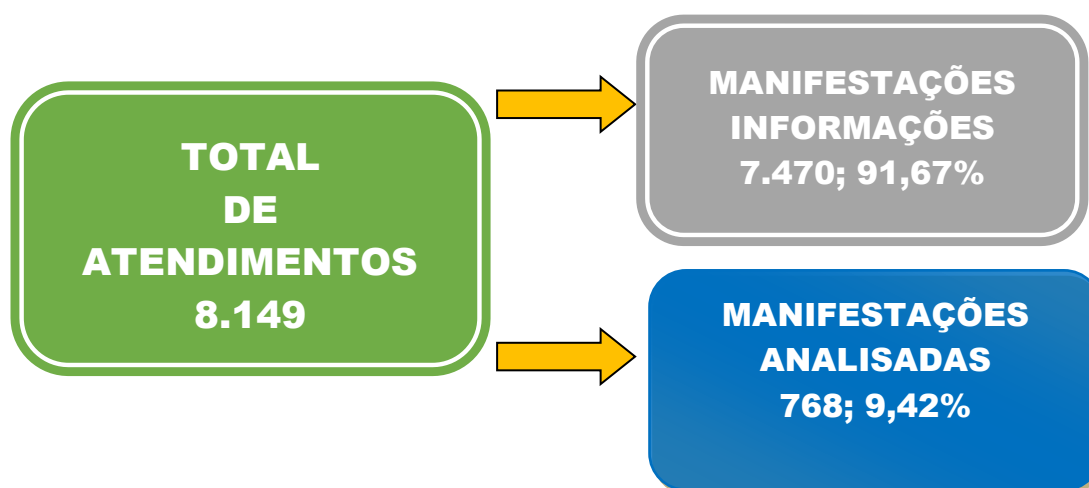 TOTAL
DE
ATENDIMENTOS
8.149
MANIFESTAÇÕES
INFORMAÇÕES
7.470; 91,67%
MANIFESTAÇÕES
ANALISADAS
768; 9,42%